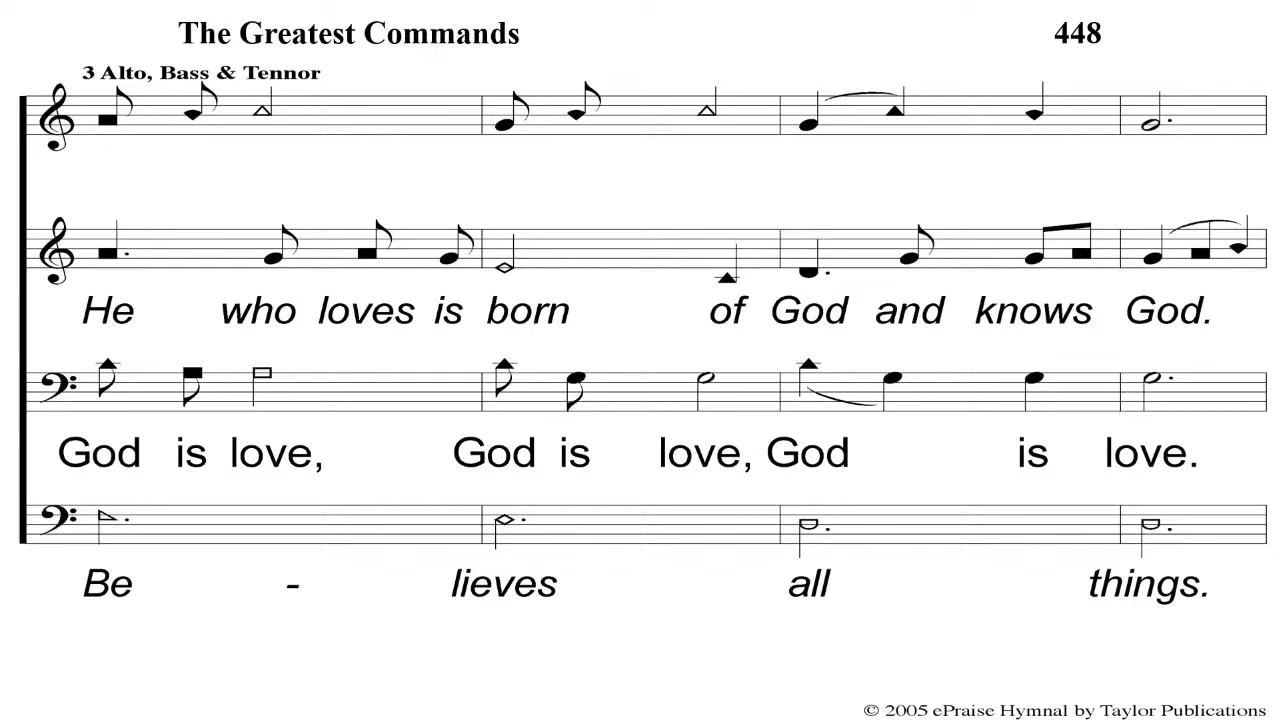 The Greatest Commands 448
3 Alto, Bass & Tennor
He who loves is born of God and knows God.
God is love, God is love, God is love.
Be - lieves all things.
© 2005 ePraise Hymnal by Taylor Publications